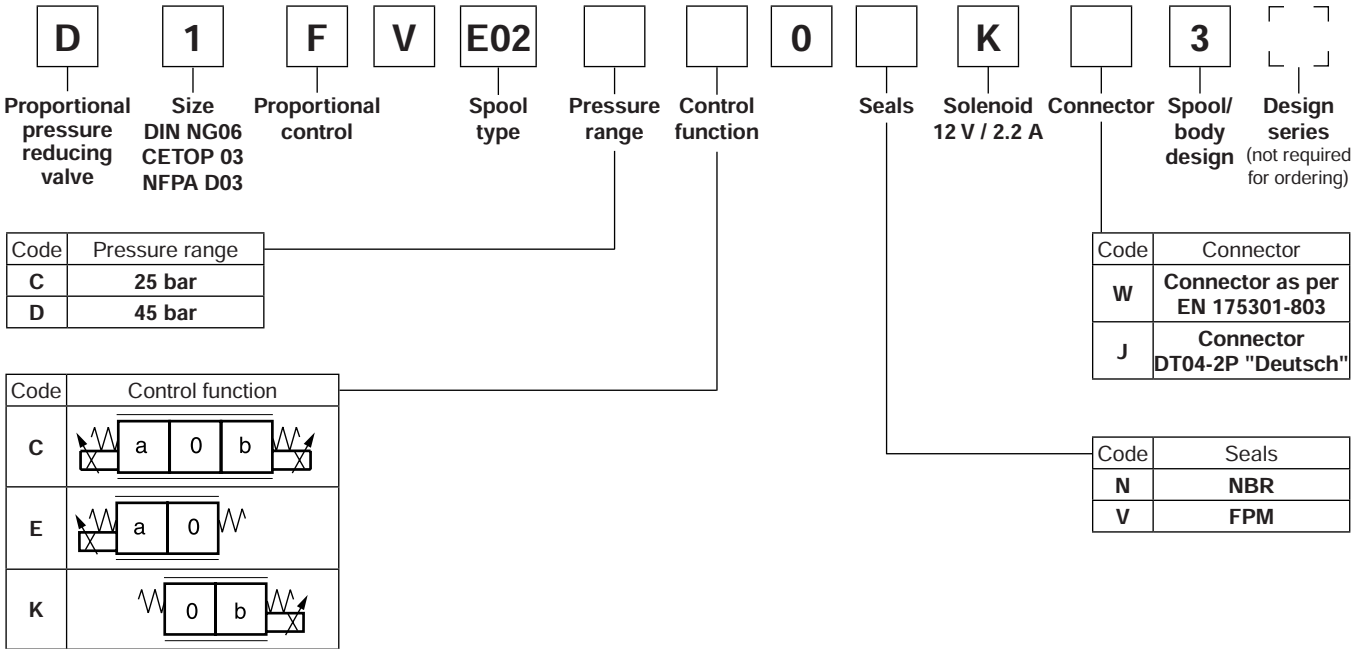 D 1 F V E02 0 K 3
Proportional pressure reducing valve
Size DIN NG06 CETOP 03 NFPA D03
Proportional control
Spool type
Pressure range
Control function
Seals
Solenoid 12 V / 2.2 A
Connector
Spool/ body design
Design series (not required for ordering)
Code Pressure range
C 25 bar
D 45 bar
Code Connector
W Connector as per EN 175301-803
J Connector DT04-2P "Deutsch"
Code Control function
C a 0 b
E a 0
K 0 b
Code Seals
N NBR
V FPM